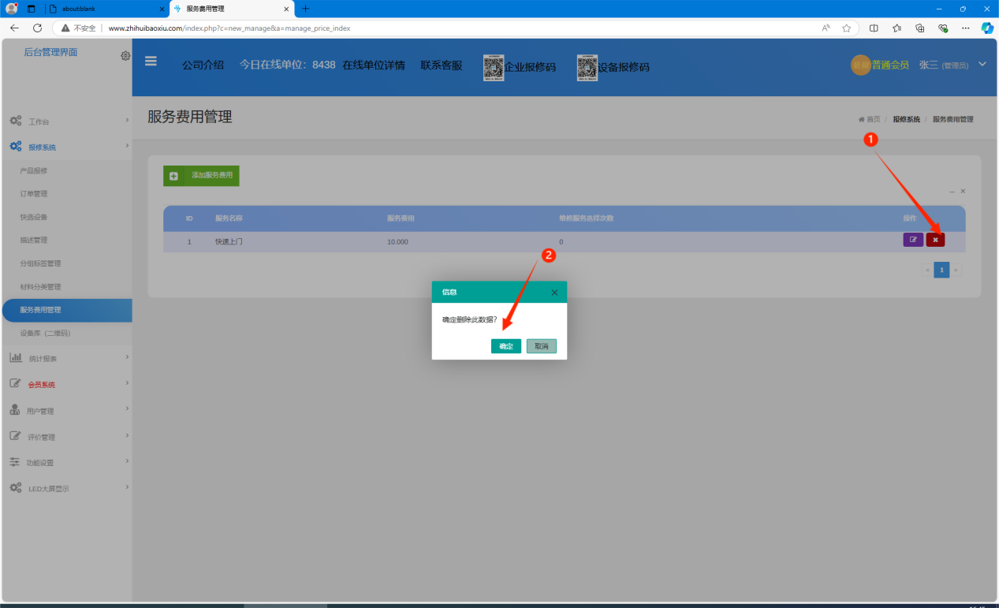 aboutblank
服务费用管理
不安全
www.zhihuibaoxiu.com/index.php?c=new_manage&a=manage_price_index
后台管理界面
公司介绍 今日在线单位：8438 在线单位详情 联系客服 企业报修码 设备报修码
普通会员 张三 (管理员)
服务费用管理
首页 / 报修系统 / 服务费用管理
工作台
报修系统
产品报修
订单管理
快选设备
描述管理
分组标签管理
材料分类管理
服务费用管理
设备库（二维码）
统计报表
会员系统
用户管理
评价管理
功能设置
LED大屏显示
1
添加服务费用
ID 服务名称 服务费用 维修服务选择次数 操作
1 快速上门 10.000 0
« 1 »
2
信息
确定删除此数据?
确定 取消